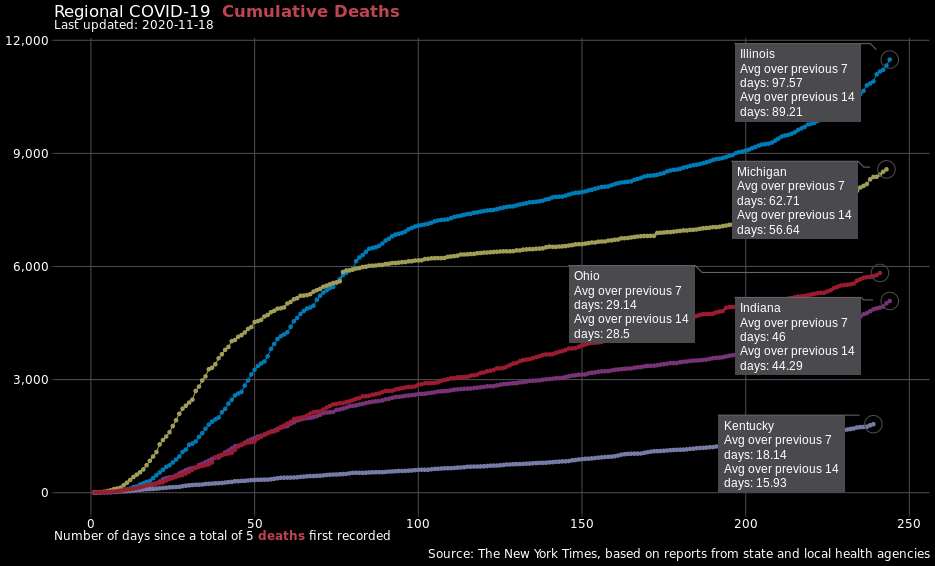 Regional COVID-19 Cumulative Deaths
Last updated: 2020-11-18
12,000
9,000
6,000
3,000
0
Illinois
Avg over previous 7
days: 97.57
Avg over previous 14
days: 89.21
Michigan
Avg over previous 7
days: 62.71
Avg over previous 14
days: 56.64
Ohio
Avg over previous 7
days: 29.14
Avg over previous 14
days: 28.5
Indiana
Avg over previous 7
days: 46
Avg over previous 14
days: 44.29
Kentucky
Avg over previous 7
days: 18.14
Avg over previous 14
days: 15.93
0 50 100 150 200 250
Number of days since a total of 5 deaths first recorded
Source: The New York Times, based on reports from state and local health agencies